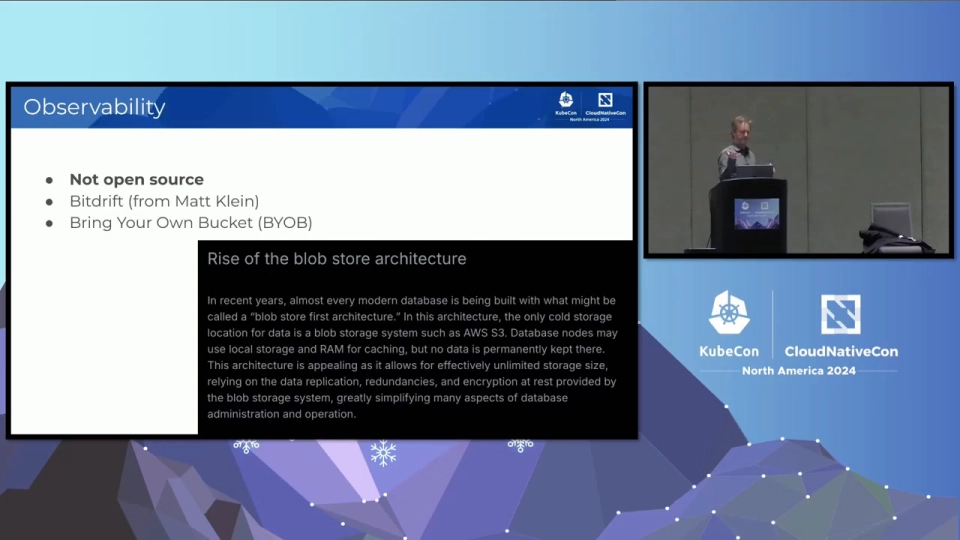 Observability
KubeCon
CloudNativeCon
North America 2024
● Not open source
● Bitdrift (from Matt Klein)
● Bring Your Own Bucket (BYOB)
Rise of the blob store architecture
In recent years, almost every modern database is being built with what might be
called a "blob store first architecture." In this architecture, the only cold storage
location for data is a blob storage system such as AWS S3. Database nodes may
use local storage and RAM for caching, but no data is permanently kept there.
This architecture is appealing as it allows for effectively unlimited storage size,
relying on the data replication, redundancies, and encryption at rest provided by
the blob storage system, greatly simplifying many aspects of database
administration and operation.
KubeCon
CloudNativeCon
North America 2024